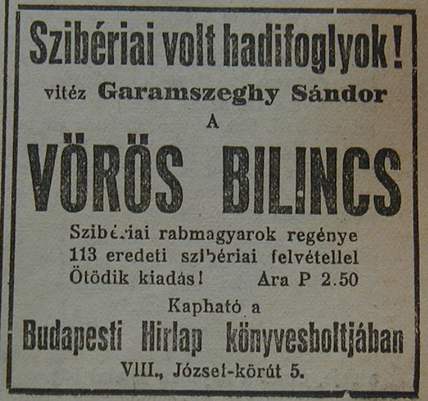 Szibériai volt hadifoglyok!
vitéz Garamszeghy Sándor
A
VÖRÖS BILINCS
Szibériai rabmagyarok regénye
113 eredeti szibériai felvétellel
Ötödik kiadás! Ára P 2.50
Kapható a
Budapesti Hirlap könyvesboltjában
VIII., József-körút 5.